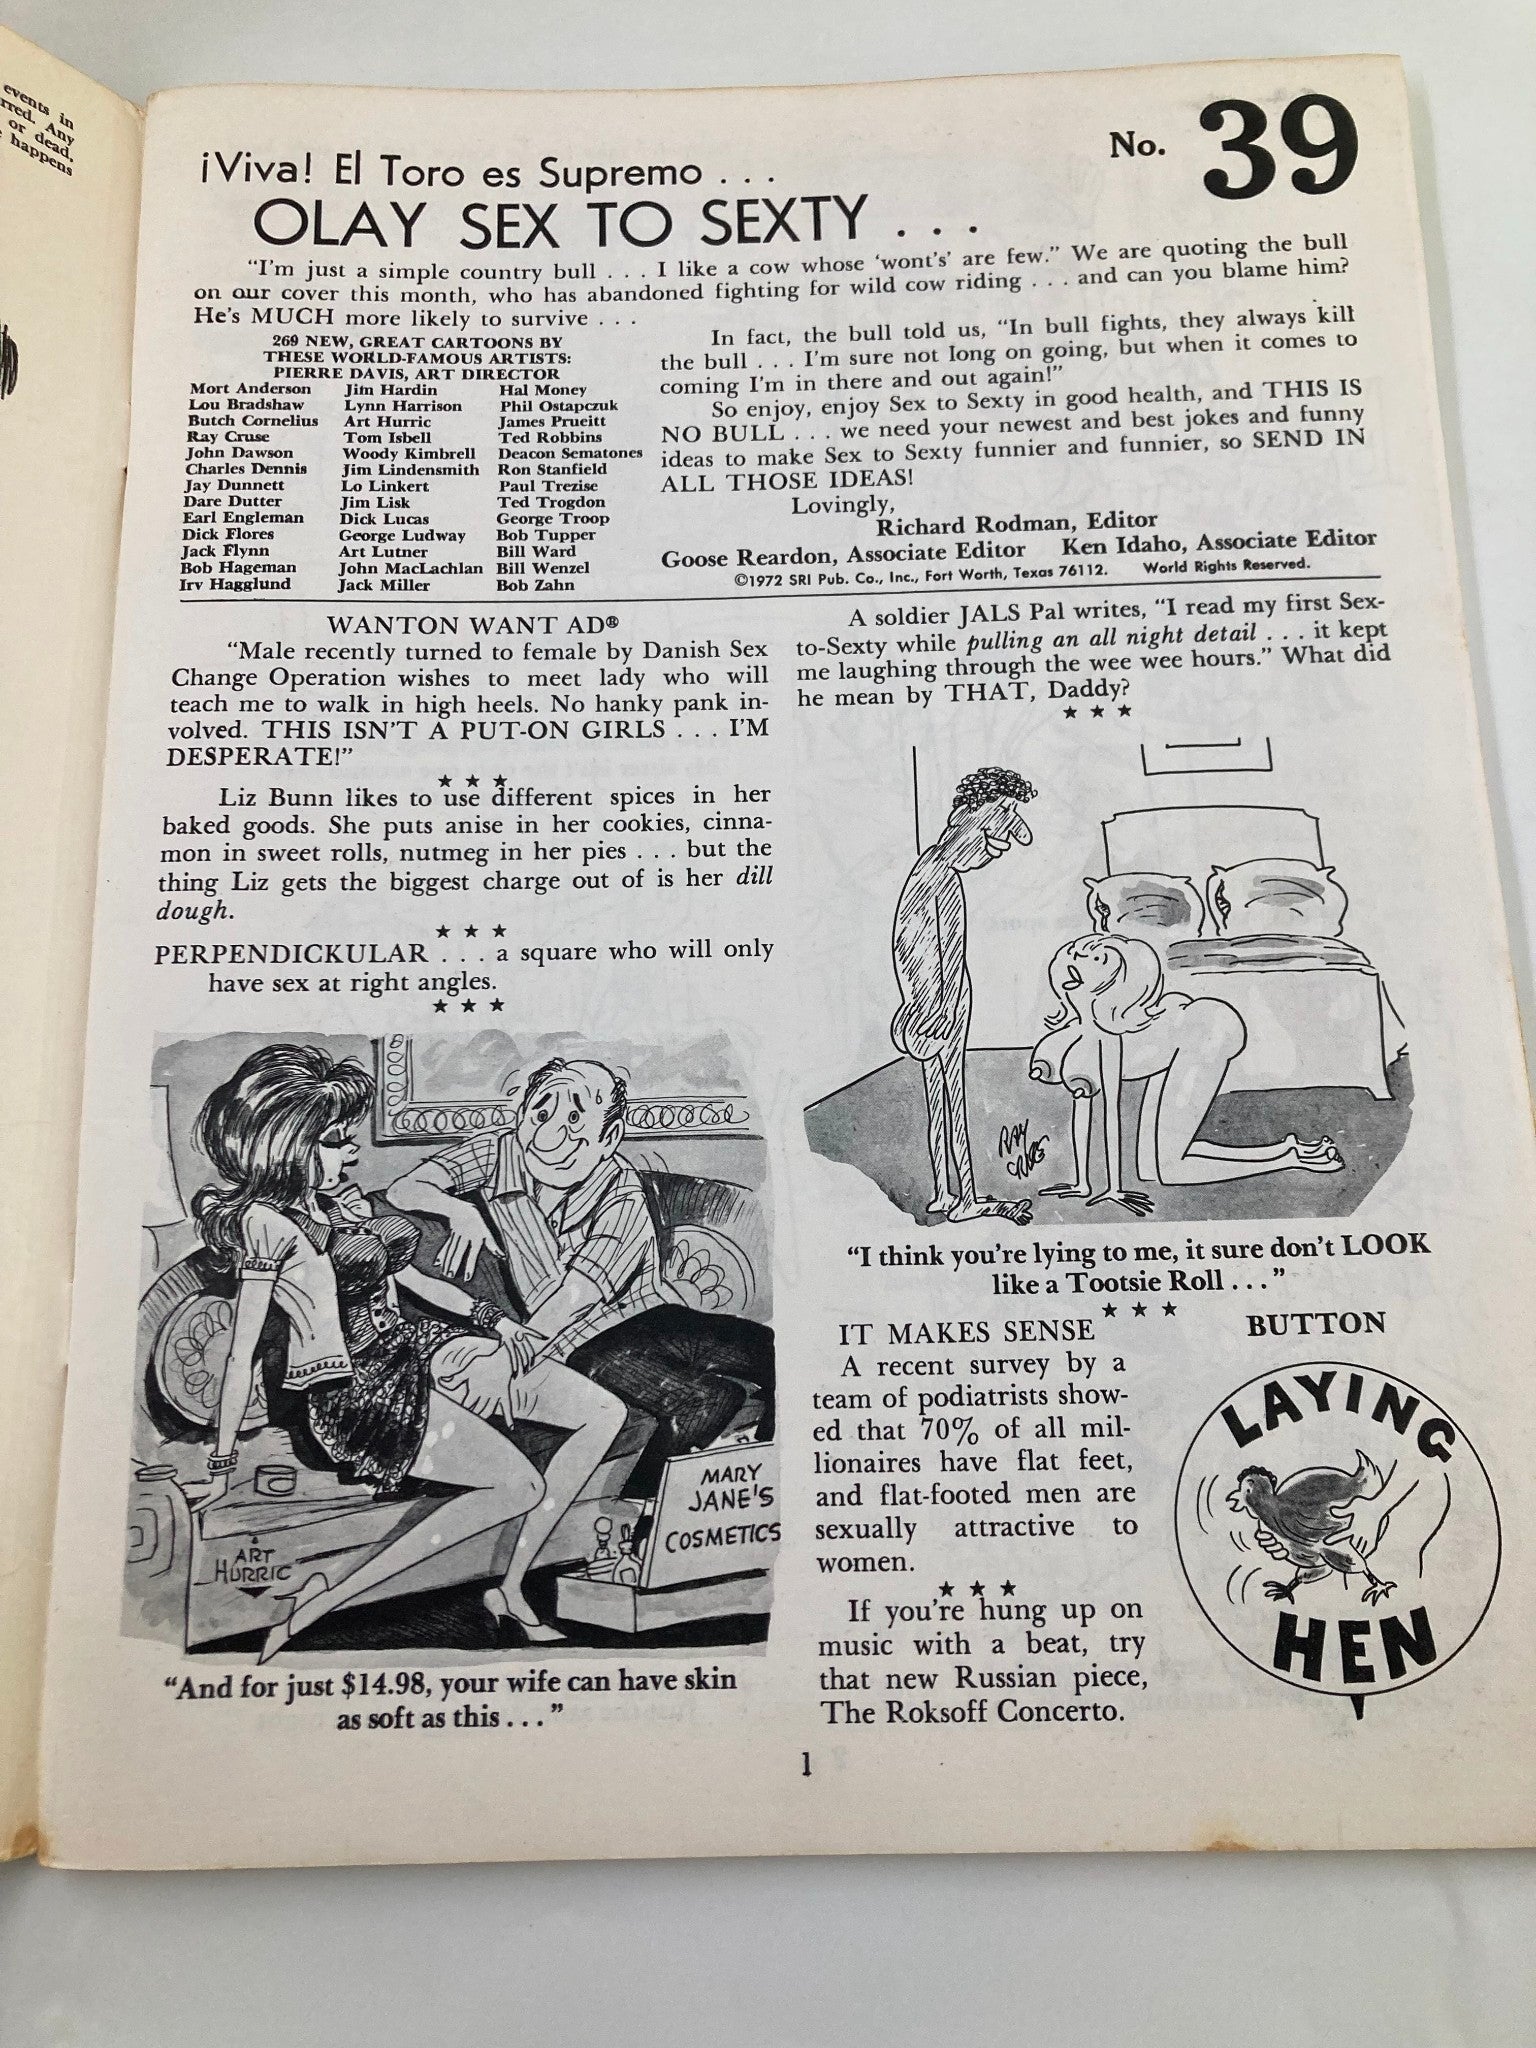 events in
rred. Any
or dead,
happens
No. 39
¡Viva! El Toro es Supremo . . .
OLAY SEX TO SEXTY . . .
"I'm just a simple country bull . . . I like a cow whose 'wont's' are few." We are quoting the bull
on our cover this month, who has abandoned fighting for wild cow riding . . . and can you blame him?
He's MUCH more likely to survive . . .
269 NEW, GREAT CARTOONS BY
THESE WORLD-FAMOUS ARTISTS:
PIERRE DAVIS, ART DIRECTOR
Mort Anderson Jim Hardin Hal Money
Lou Bradshaw Lynn Harrison Phil Ostapczuk
Butch Cornelius Art Hurric James Prueitt
Ray Cruse Tom Isbell Ted Robbins
John Dawson Woody Kimbrell Deacon Sematones
Charles Dennis Jim Lindensmith Ron Stanfield
Jay Dunnett Lo Linkert Paul Trezise
Dare Dutter Jim Lisk Ted Trogdon
Earl Engleman Dick Lucas George Troop
Dick Flores George Ludway Bob Tupper
Jack Flynn Art Lutner Bill Ward
Bob Hageman John MacLachlan Bill Wenzel
Irv Hagglund Jack Miller Bob Zahn
In fact, the bull told us, "In bull fights, they always kill
the bull . . . I'm sure not long on going, but when it comes to
coming I'm in there and out again!"
So enjoy, enjoy Sex to Sexty in good health, and THIS IS
NO BULL . . . we need your newest and best jokes and funny
ideas to make Sex to Sexty funnier and funnier, so SEND IN
ALL THOSE IDEAS!
Lovingly,
Richard Rodman, Editor
Goose Reardon, Associate Editor Ken Idaho, Associate Editor
©1972 SRI Pub. Co., Inc., Fort Worth, Texas 76112. World Rights Reserved.
WANTON WANT AD®
"Male recently turned to female by Danish Sex
Change Operation wishes to meet lady who will
teach me to walk in high heels. No hanky pank in-
volved. THIS ISN'T A PUT-ON GIRLS . . . I'M
DESPERATE!"
★ ★ ★
Liz Bunn likes to use different spices in her
baked goods. She puts anise in her cookies, cinna-
mon in sweet rolls, nutmeg in her pies . . . but the
thing Liz gets the biggest charge out of is her dill
dough.
★ ★ ★
PERPENDICKULAR . . . a square who will only
have sex at right angles.
★ ★ ★
MARY
JANE'S
COSMETICS
ART
HURRIC
"And for just $14.98, your wife can have skin
as soft as this . . ."
A soldier JALS Pal writes, "I read my first Sex-
to-Sexty while pulling an all night detail . . . it kept
me laughing through the wee wee hours." What did
he mean by THAT, Daddy?
★ ★ ★
RAY
CRUSE
"I think you're lying to me, it sure don't LOOK
like a Tootsie Roll . . ."
★ ★ ★
IT MAKES SENSE
A recent survey by a
team of podiatrists show-
ed that 70% of all mil-
lionaires have flat feet,
and flat-footed men are
sexually attractive to
women.
★ ★ ★
If you're hung up on
music with a beat, try
that new Russian piece,
The Roksoff Concerto.
BUTTON
LAYING
HEN
1